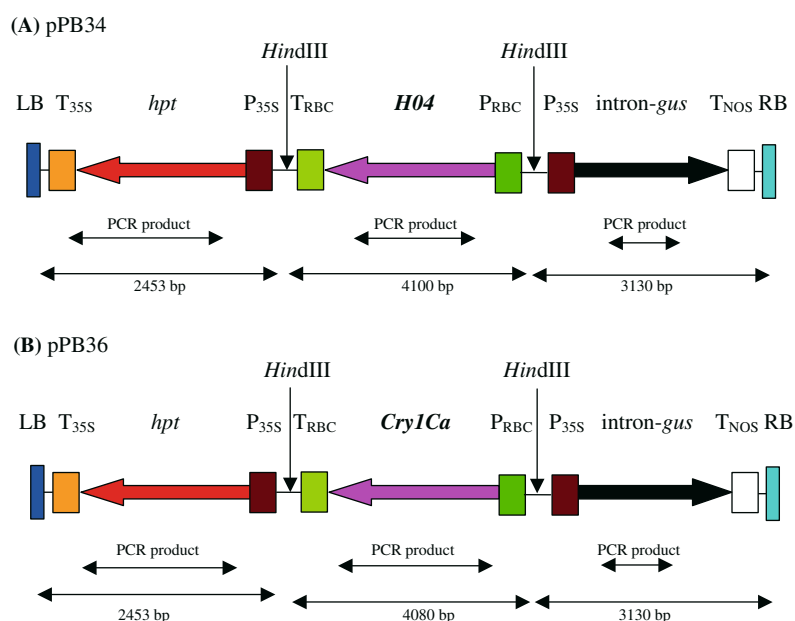 (A) pPB34
HindIII HindIII
LB T35S hpt P35S TRBC H04 PRBC P35S intron-gus TNOS RB
PCR product PCR product PCR product
2453 bp 4100 bp 3130 bp
(B) pPB36
HindIII HindIII
LB T35S hpt P35S TRBC Cry1Ca PRBC P35S intron-gus TNOS RB
PCR product PCR product PCR product
2453 bp 4080 bp 3130 bp